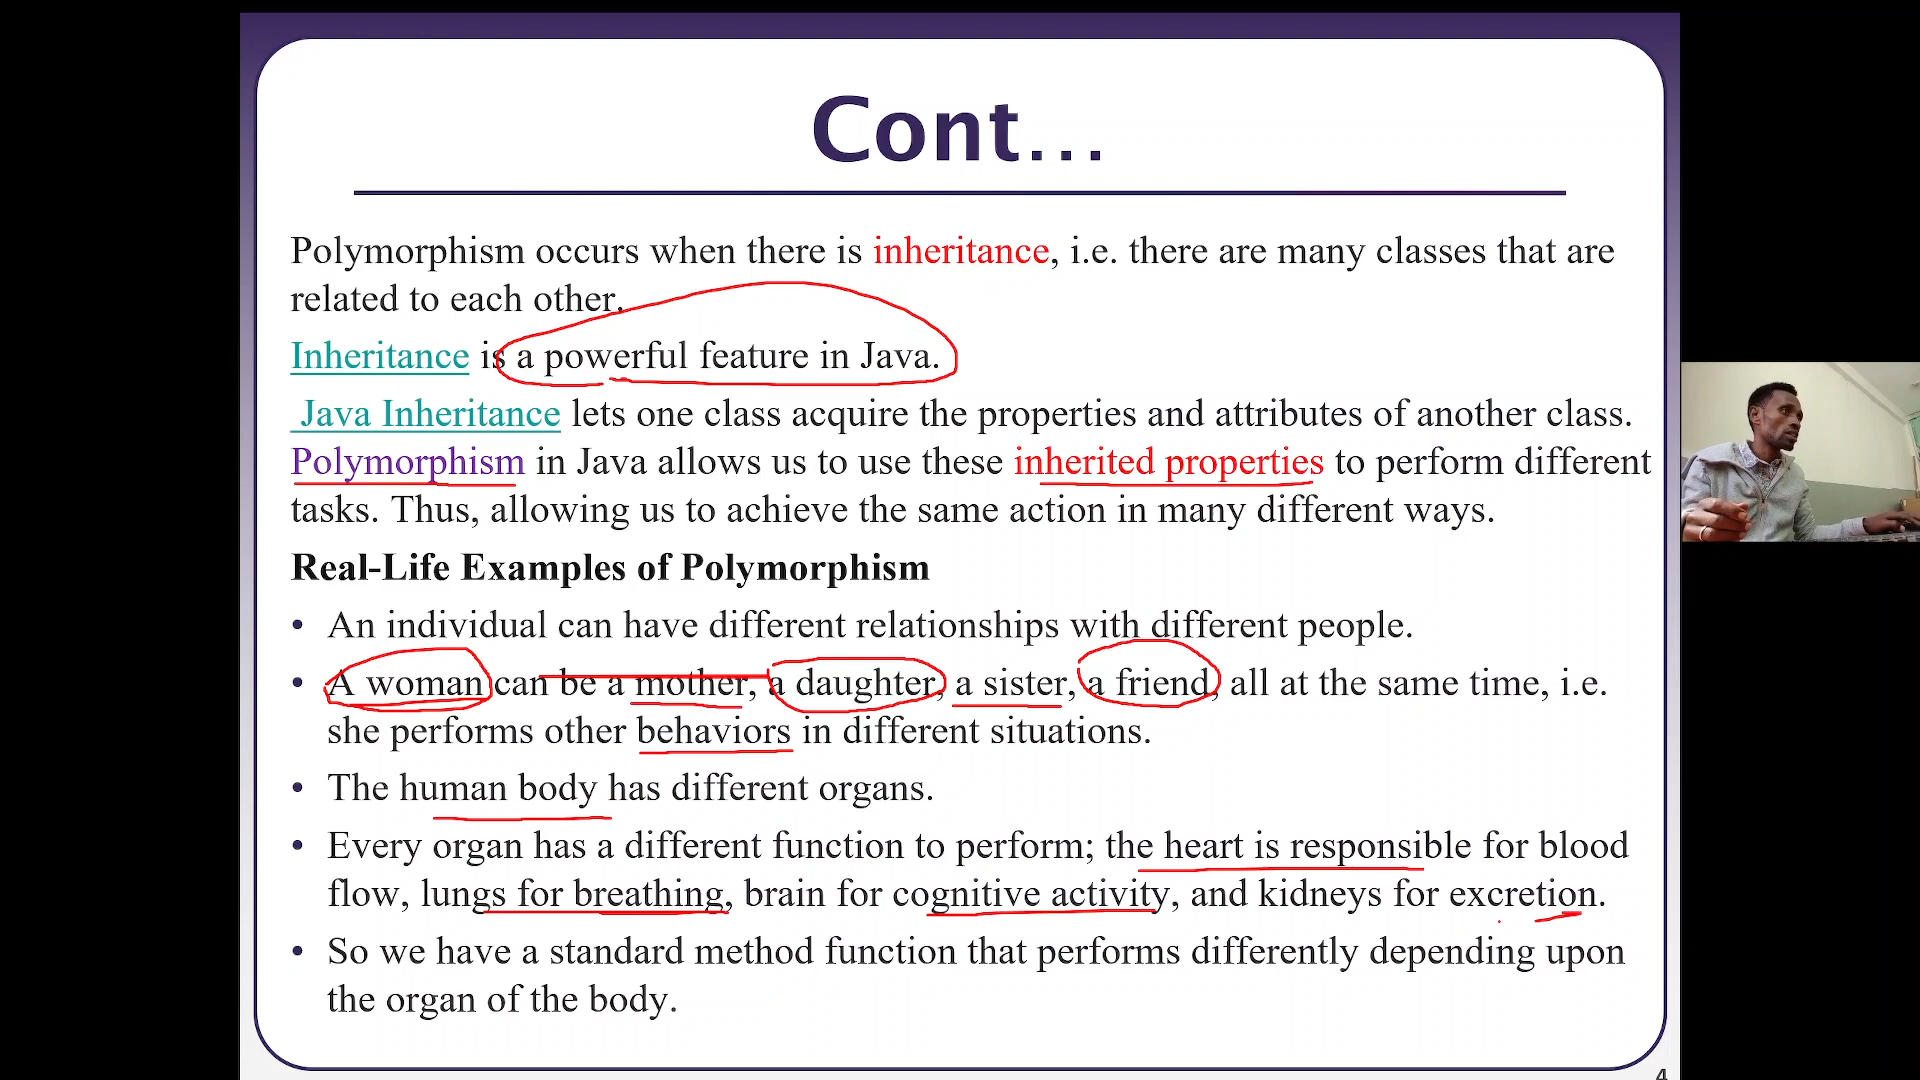 Cont...
Polymorphism occurs when there is inheritance, i.e. there are many classes that are
related to each other.
Inheritance is a powerful feature in Java.
Java Inheritance lets one class acquire the properties and attributes of another class.
Polymorphism in Java allows us to use these inherited properties to perform different
tasks. Thus, allowing us to achieve the same action in many different ways.
Real-Life Examples of Polymorphism
• An individual can have different relationships with different people.
• A woman can be a mother, a daughter, a sister, a friend, all at the same time, i.e.
she performs other behaviors in different situations.
• The human body has different organs.
• Every organ has a different function to perform; the heart is responsible for blood
flow, lungs for breathing, brain for cognitive activity, and kidneys for excretion.
• So we have a standard method function that performs differently depending upon
the organ of the body.
4